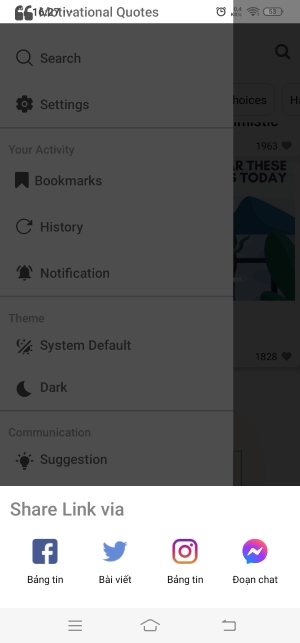 16:27
Motivational Quotes
Search
Settings
hoices
Your Activity
1963
Bookmarks
R THESE
S TODAY
History
Notification
Theme
System Default
1828
Dark
Communication
Suggestion
Share Link via
Bảng tin
Bài viết
Bảng tin
Đoạn chat